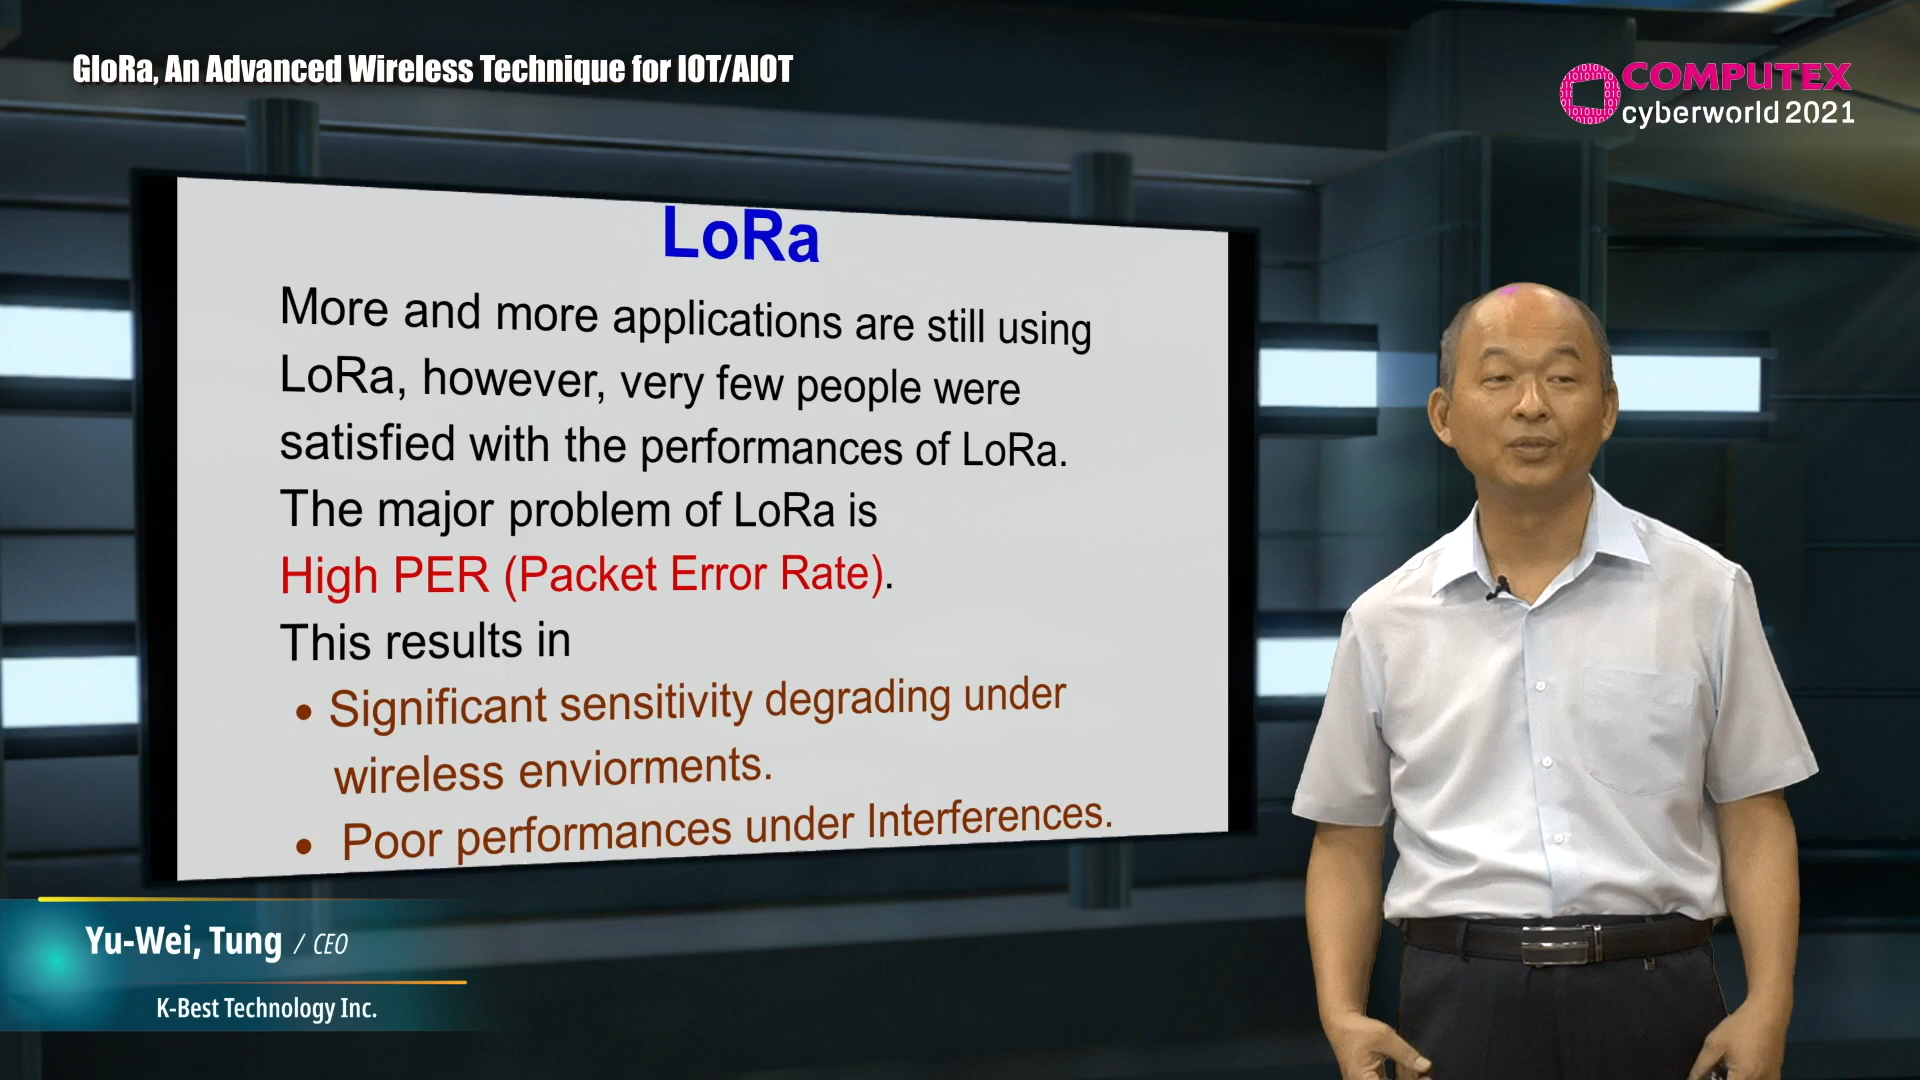 GloRa, An Advanced Wireless Technique for IOT/AIOT
COMPUTEX
cyberworld 2021
LoRa
More and more applications are still using
LoRa, however, very few people were
satisfied with the performances of LoRa.
The major problem of LoRa is
High PER (Packet Error Rate).
This results in
• Significant sensitivity degrading under
wireless enviorments.
• Poor performances under Interferences.
Yu-Wei, Tung / CEO
K-Best Technology Inc.